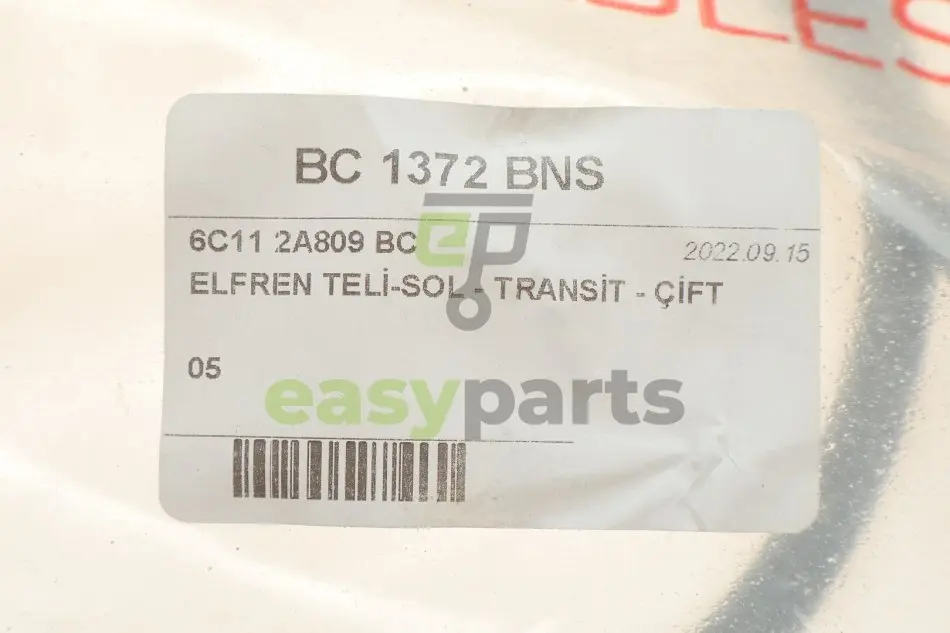 BC 1372 BNS
6C11 2A809 BC
2022.09.15
ELFREN TELİ-SOL - TRANSİT - ÇİFT
05
easyparts